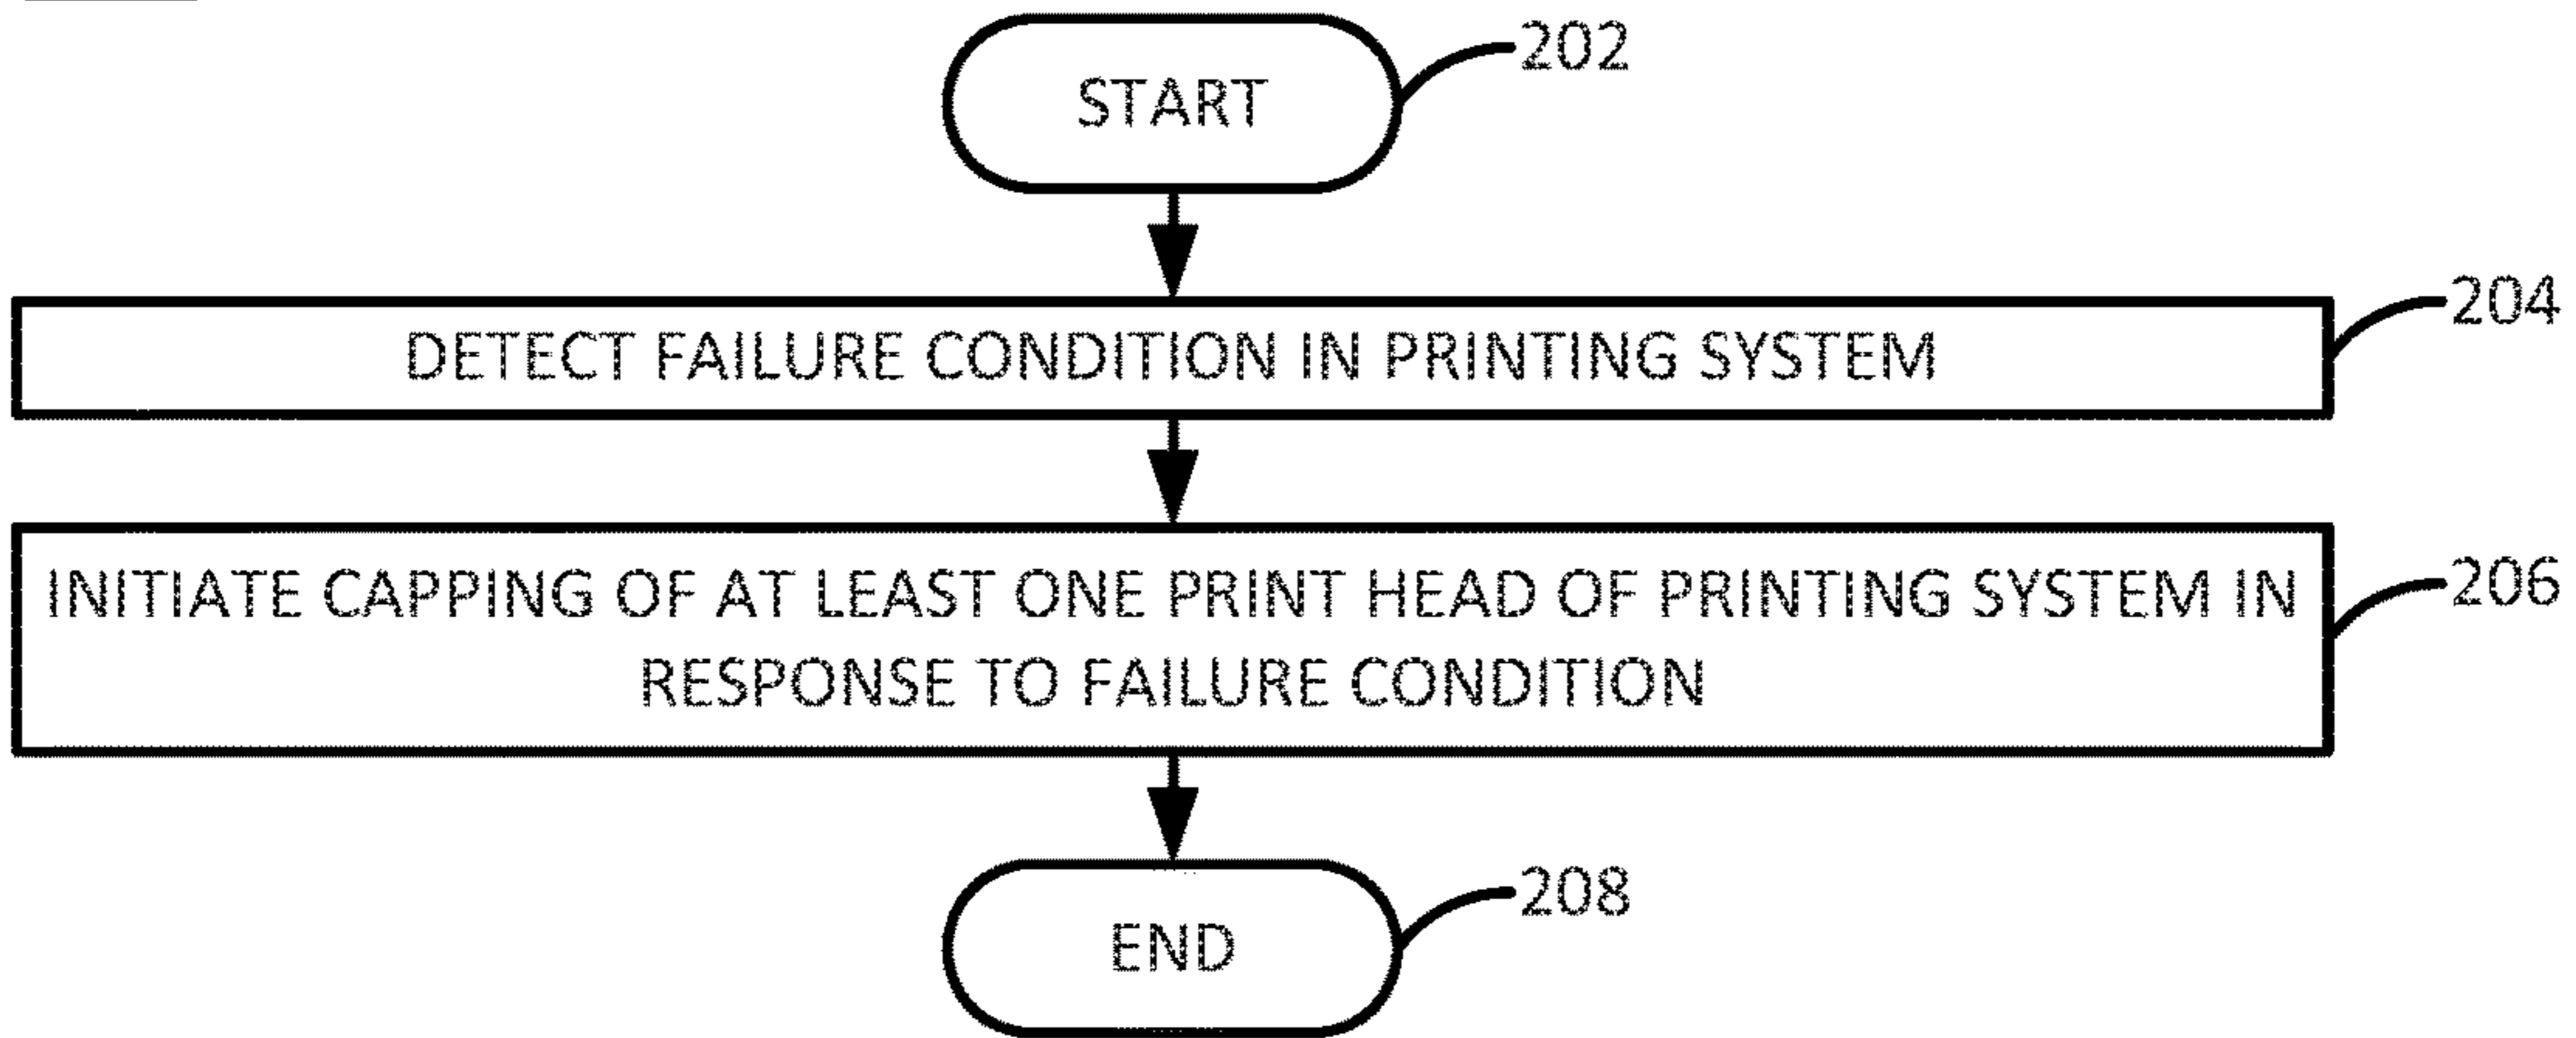 START
202
DETECT FAILURE CONDITION IN PRINTING SYSTEM
204
INITIATE CAPPING OF AT LEAST ONE PRINT HEAD OF PRINTING SYSTEM IN
RESPONSE TO FAILURE CONDITION
206
END
208